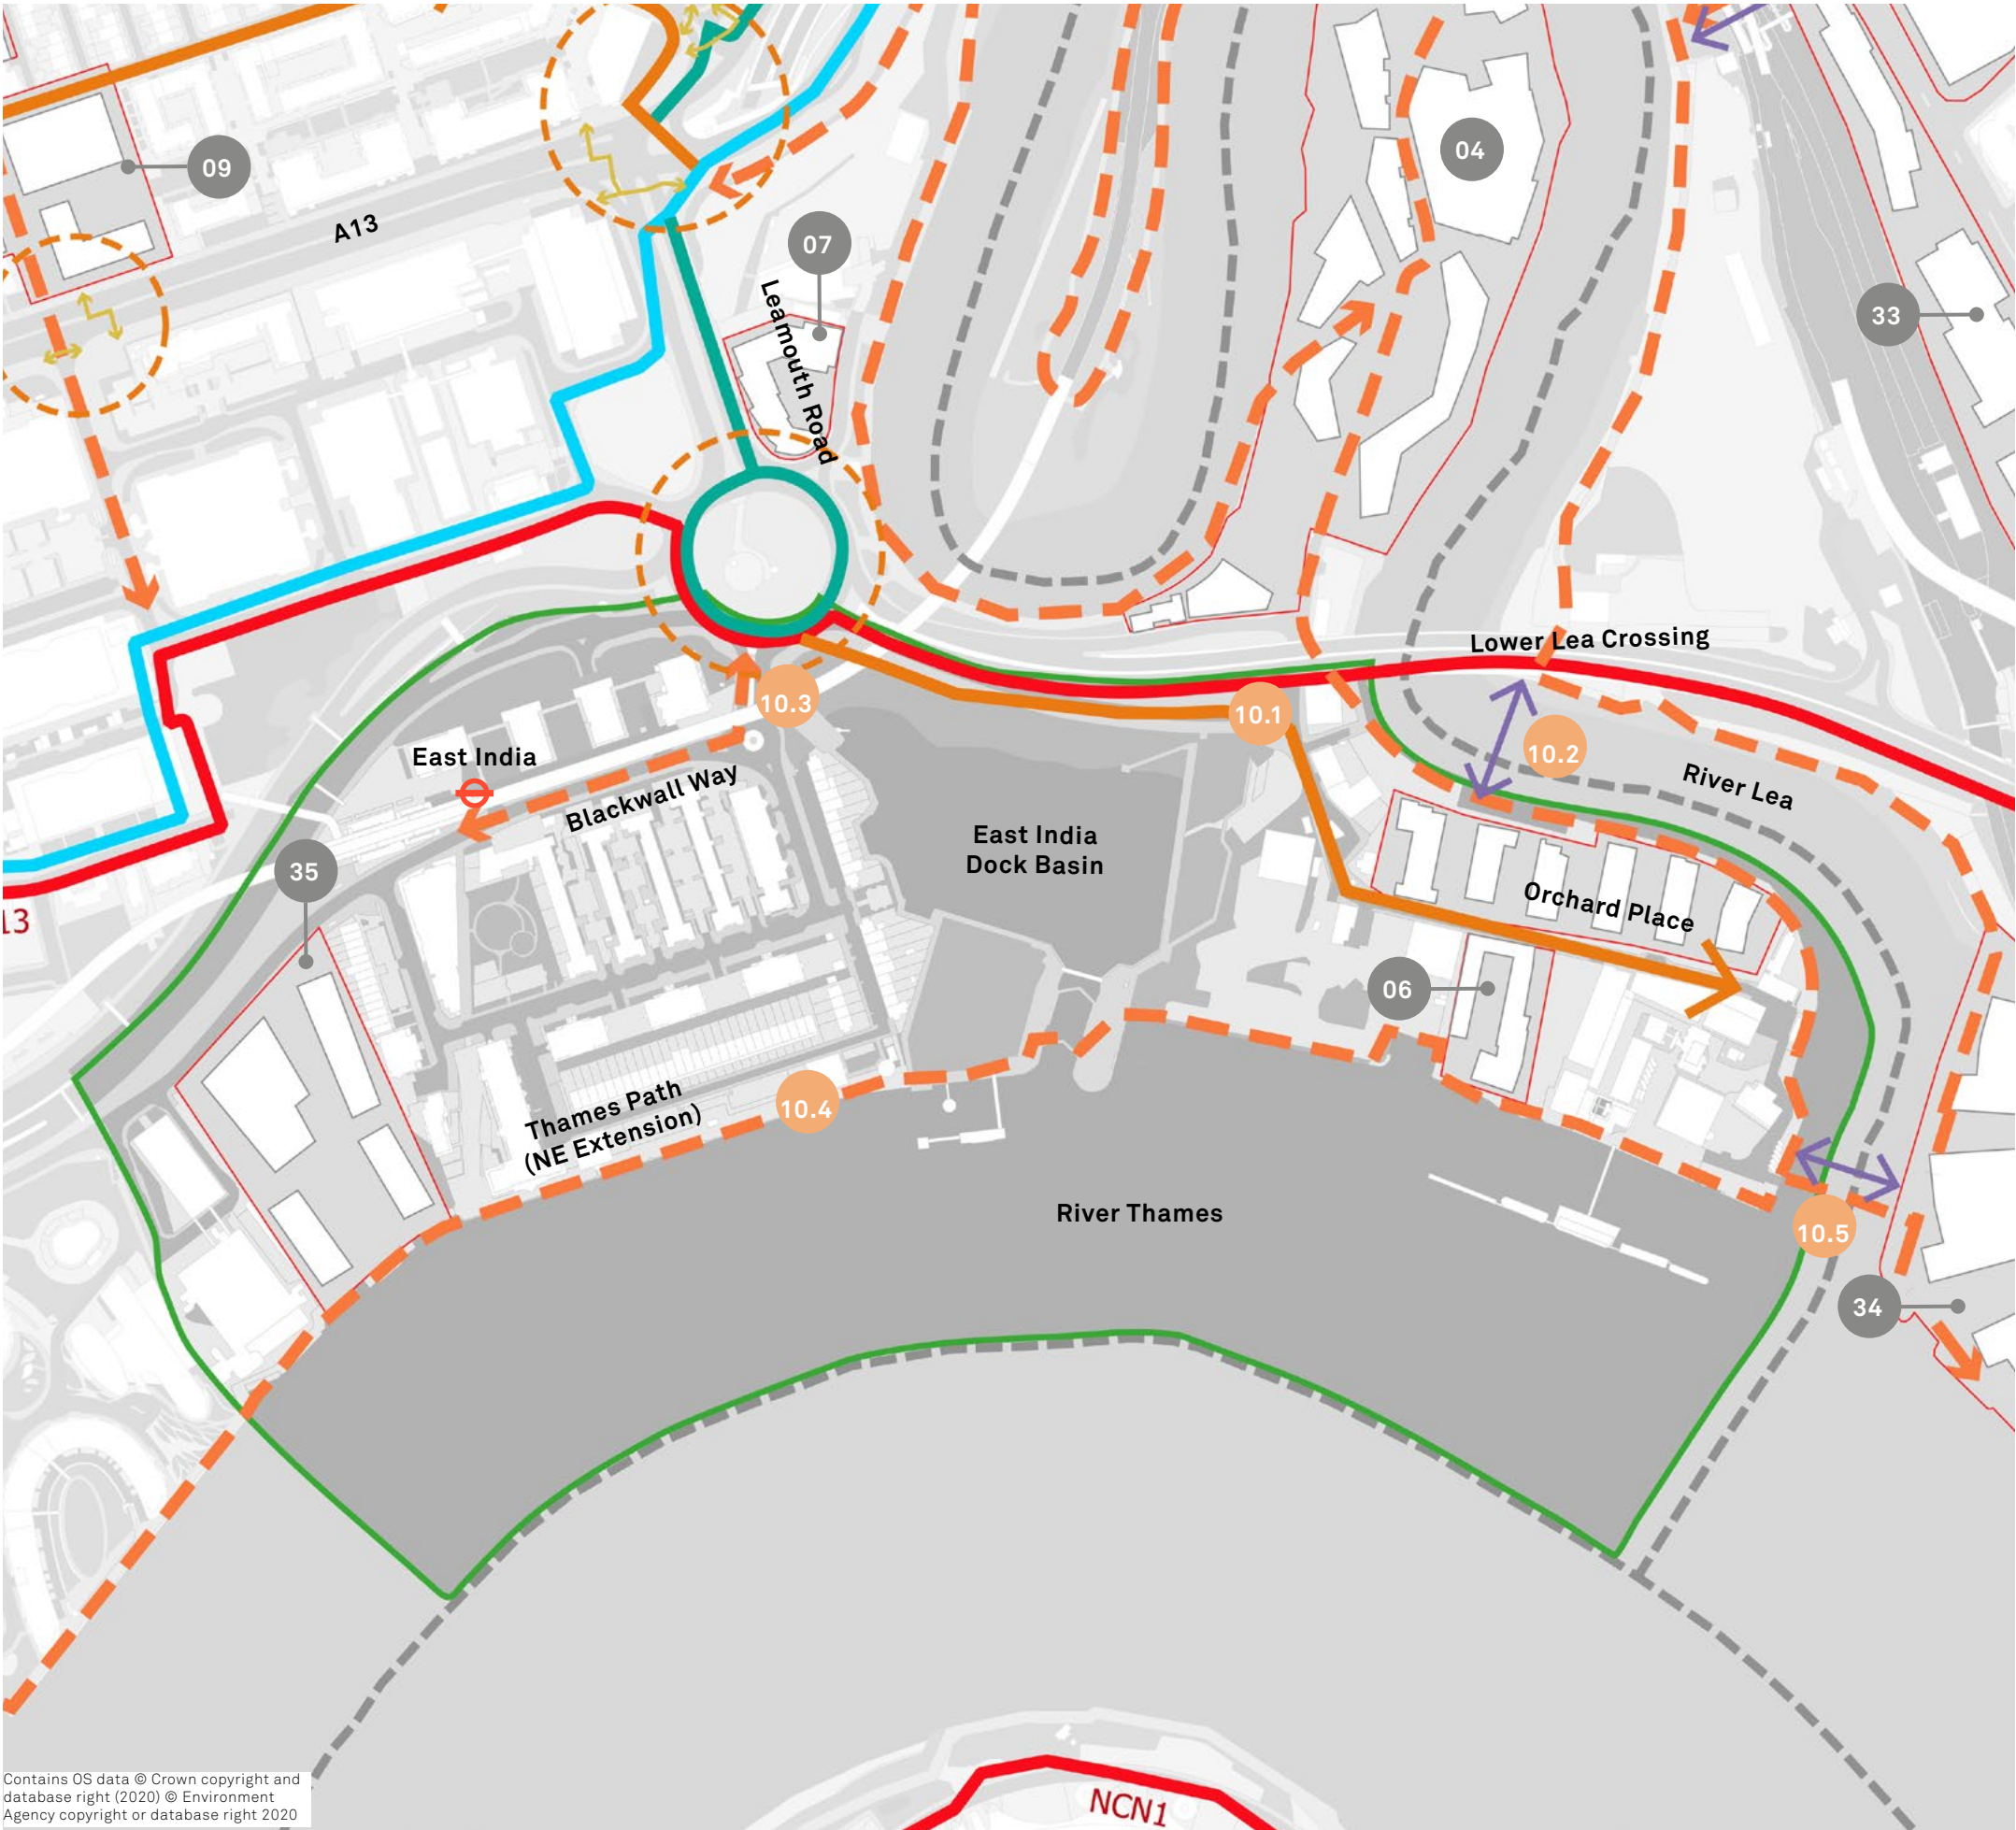 04
09
A13
07
Leamouth Road
33
Lower Lea Crossing
10.3
10.1
10.2
East India
Blackwall Way
River Lea
East India
Dock Basin
35
Orchard Place
13
06
Thames Path
(NE Extension)
10.4
River Thames
10.5
34
Contains OS data © Crown copyright and
database right (2020) © Environment
Agency copyright or database right 2020
NCN1